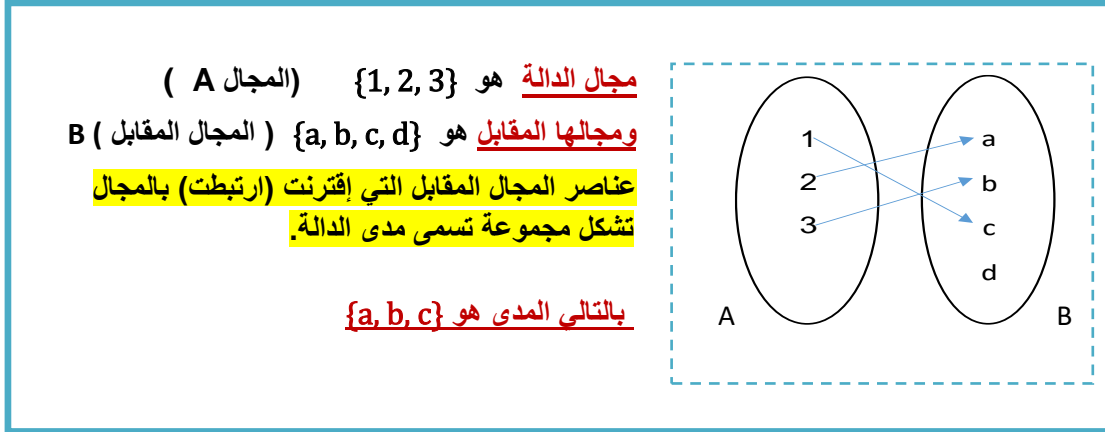 مجال الدالة هو {1, 2, 3} (المجال A )
ومجالها المقابل هو {a, b, c, d} ( المجال المقابل ) B
عناصر المجال المقابل التي إقترنت (ارتبطت) بالمجال
تشكل مجموعة تسمى مدى الدالة.
بالتالي المدى هو {a, b, c}
1
2
3
A
a
b
c
d
B